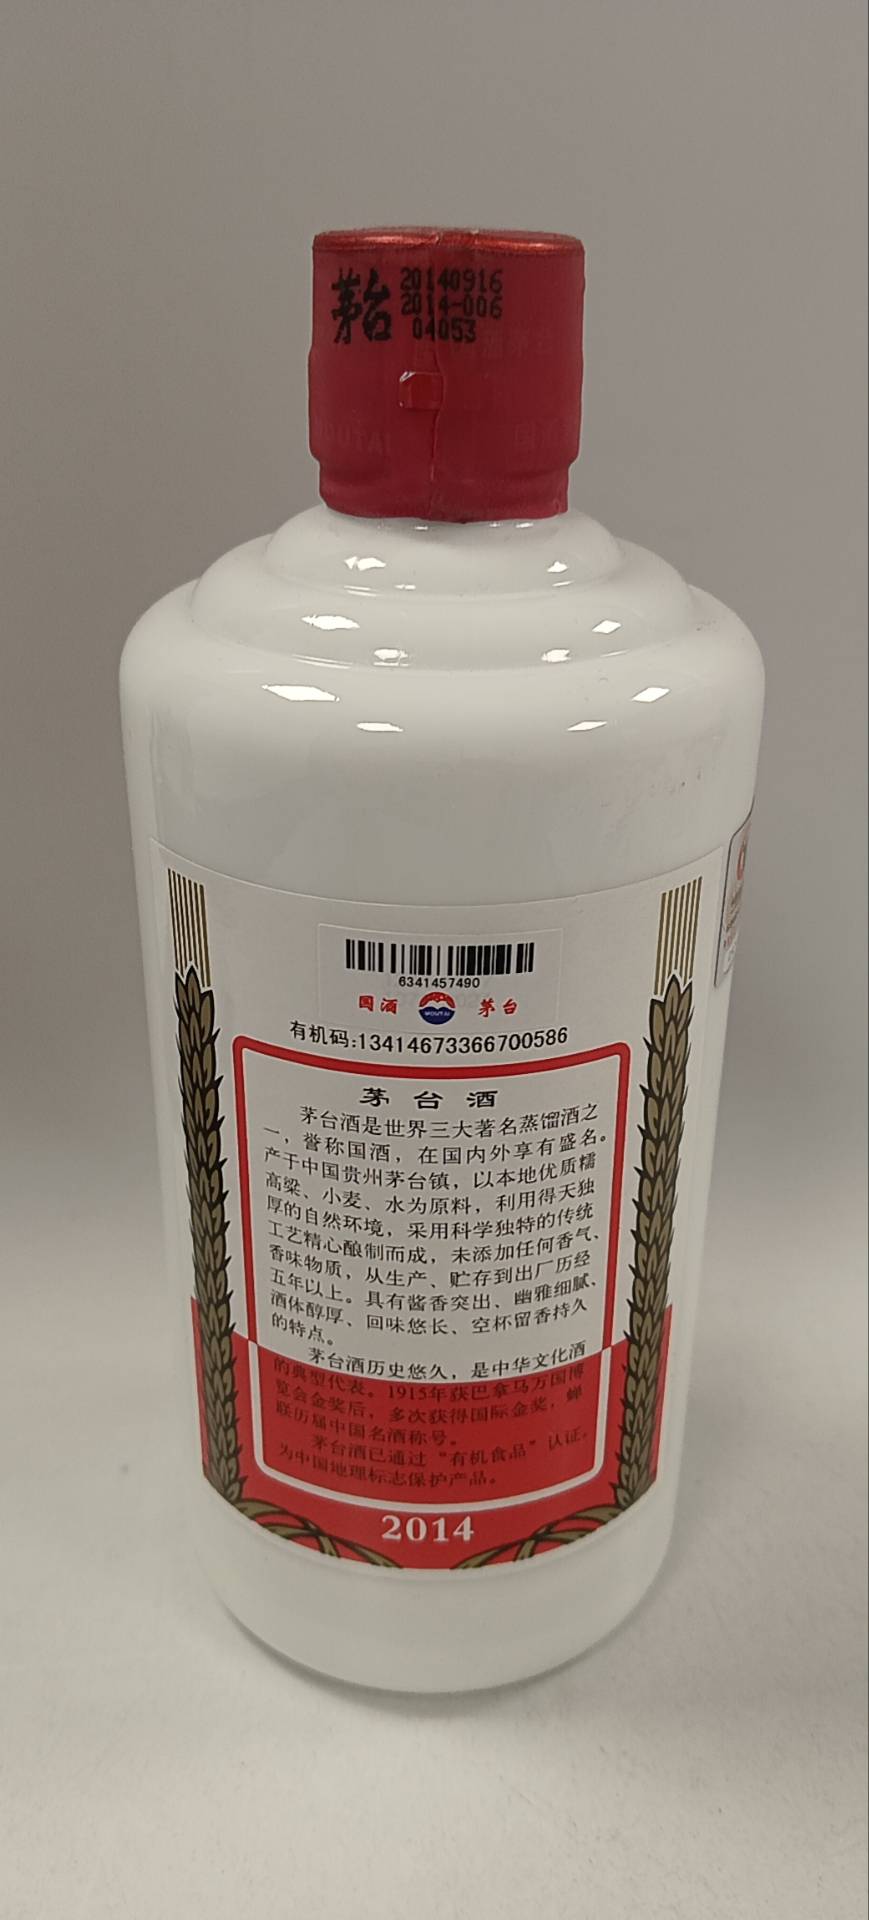 茅台
20140916
2014-006
04053
MOUTAI
6341457490
国酒
MOUTAI
茅台
有机码:13414673366700586
茅台酒
茅台酒是世界三大著名蒸馏酒之
一，誉称国酒，在国内外享有盛名。
产于中国贵州茅台镇，以本地优质糯
高粱、小麦、水为原料，利用得天独
厚的自然环境，采用科学独特的传统
工艺精心酿制而成，未添加任何香气、
香味物质，从生产、贮存到出厂历经
五年以上。具有酱香突出、幽雅细腻、
酒体醇厚、回味悠长、空杯留香持久
的特点。
茅台酒历史悠久，是中华文化酒
的典型代表。1915年获巴拿马万国博
览会金奖后，多次获得国际金奖，蝉
联历届中国名酒称号。
茅台酒已通过“有机食品”认证，
为中国地理标志保护产品。
2014